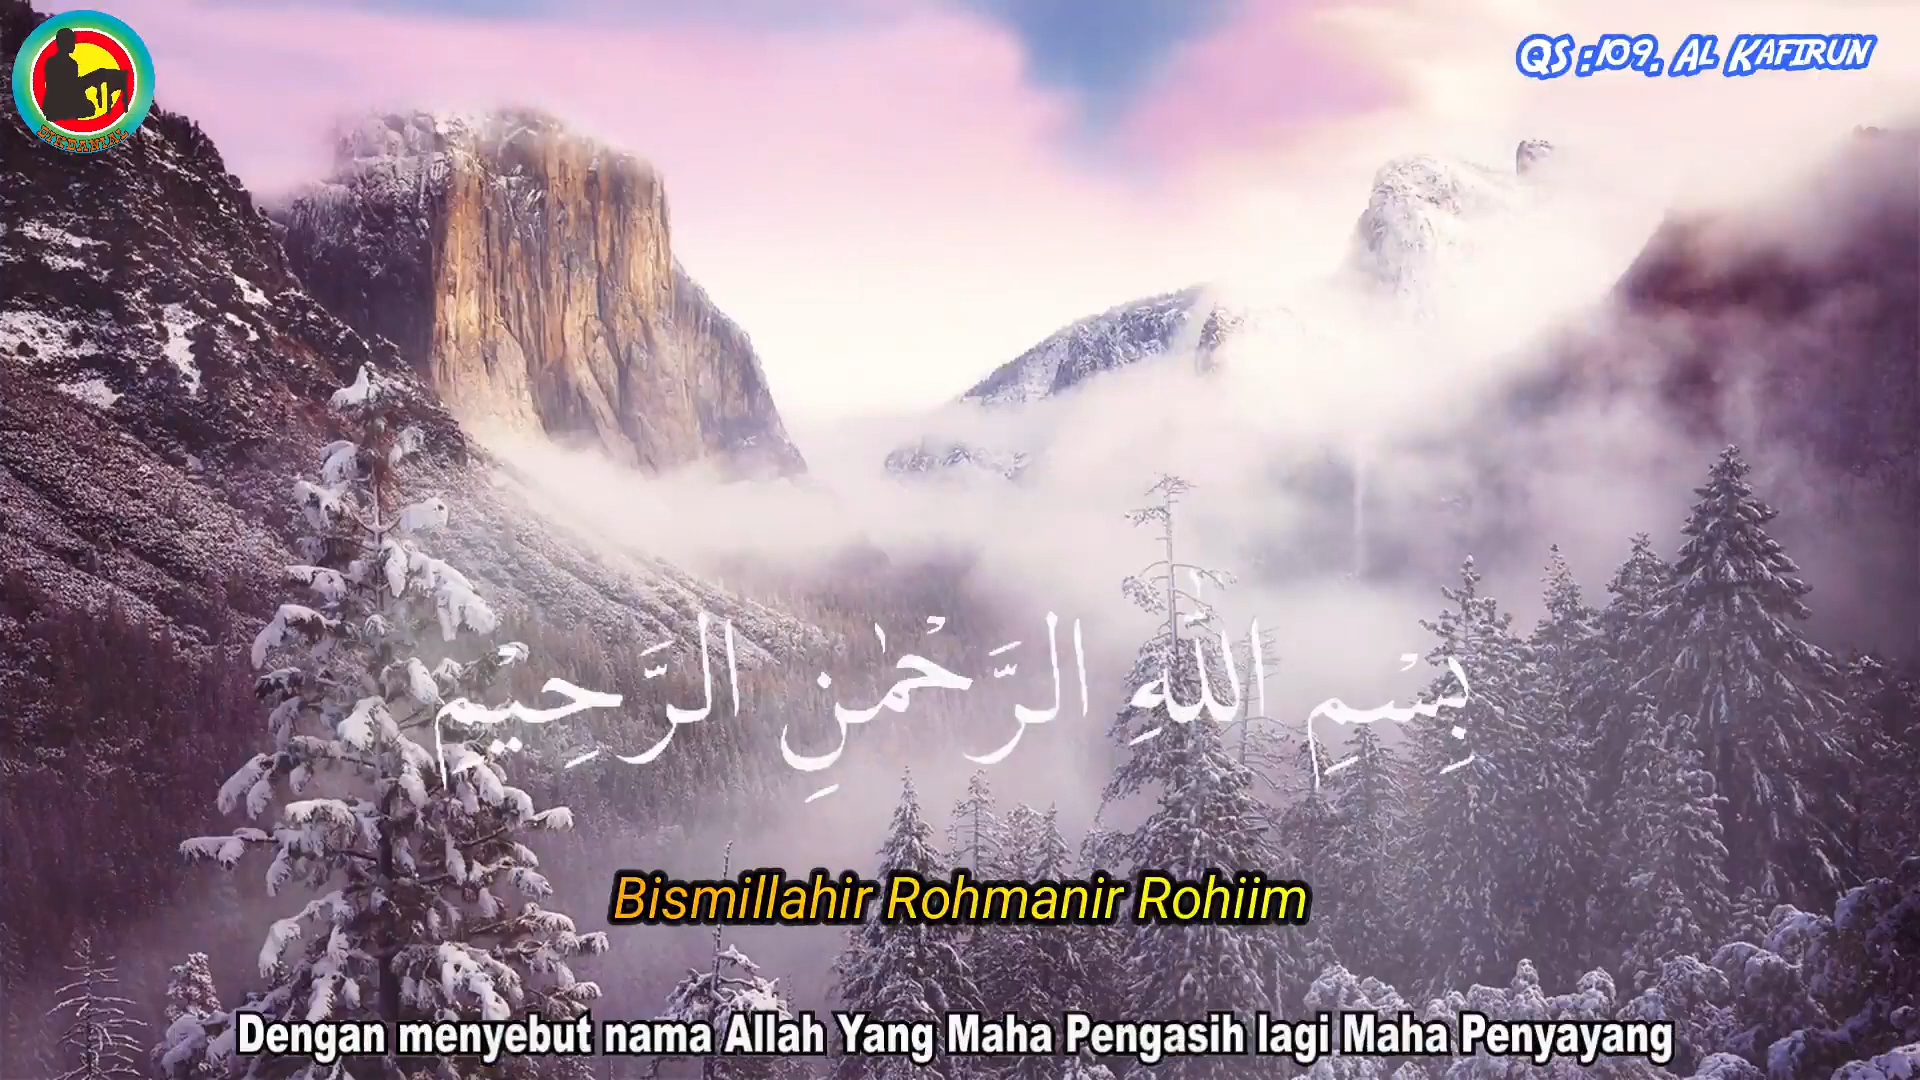 QS :109. AL KAFIRUN
DIEDANZAL
بِسْمِ اللّٰهِ الرَّحْمٰنِ الرَّحِيْمِ
Bismillahir Rohmanir Rohiim
Dengan menyebut nama Allah Yang Maha Pengasih lagi Maha Penyayang